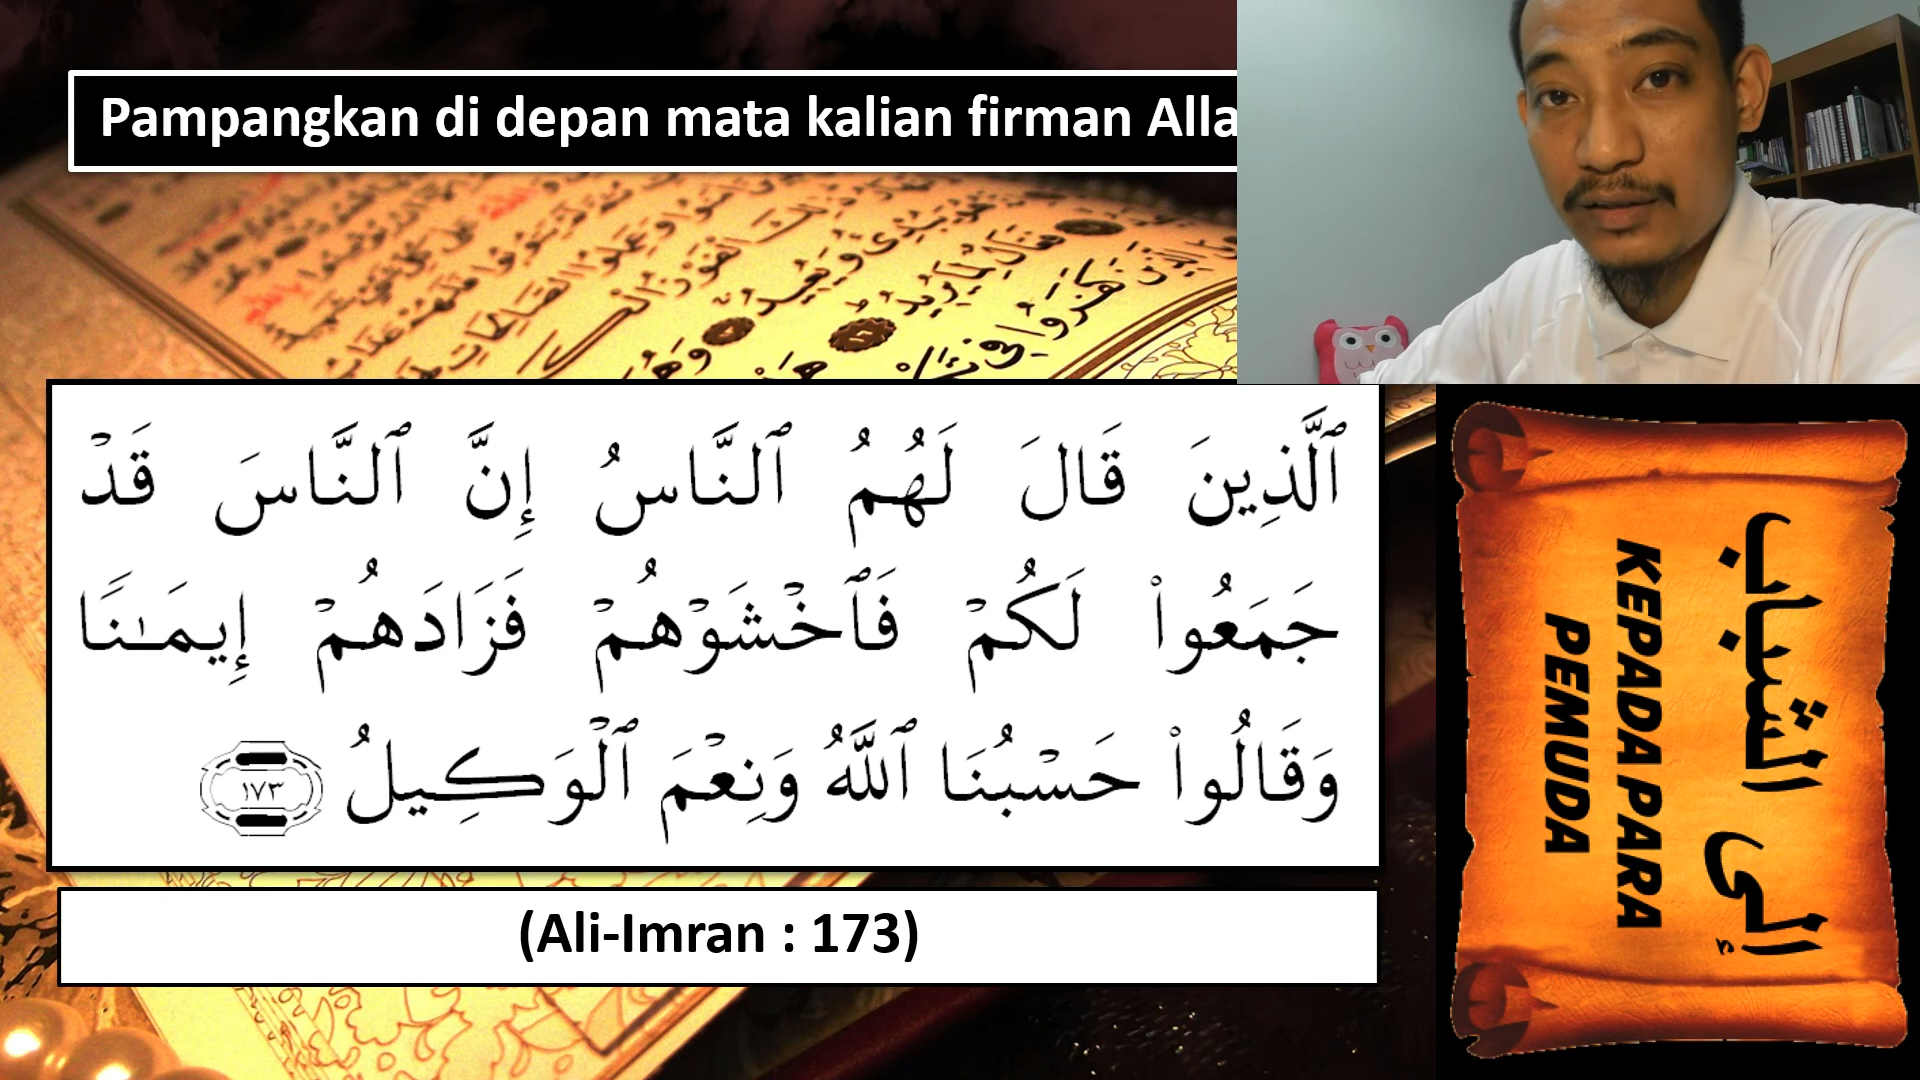 Pampangkan di depan mata kalian firman Alla
ٱلَّذِينَ قَالَ لَهُمُ ٱلنَّاسُ إِنَّ ٱلنَّاسَ قَدْ
جَمَعُوا۟ لَكُمْ فَٱخْشَوْهُمْ فَزَادَهُمْ إِيمَـٰنًا
وَقَالُوا۟ حَسْبُنَا ٱللَّهُ وَنِعْمَ ٱلْوَكِيلُ ١٧٣
(Ali-Imran : 173)
إلى الشباب
KEPADA PARA
PEMUDA